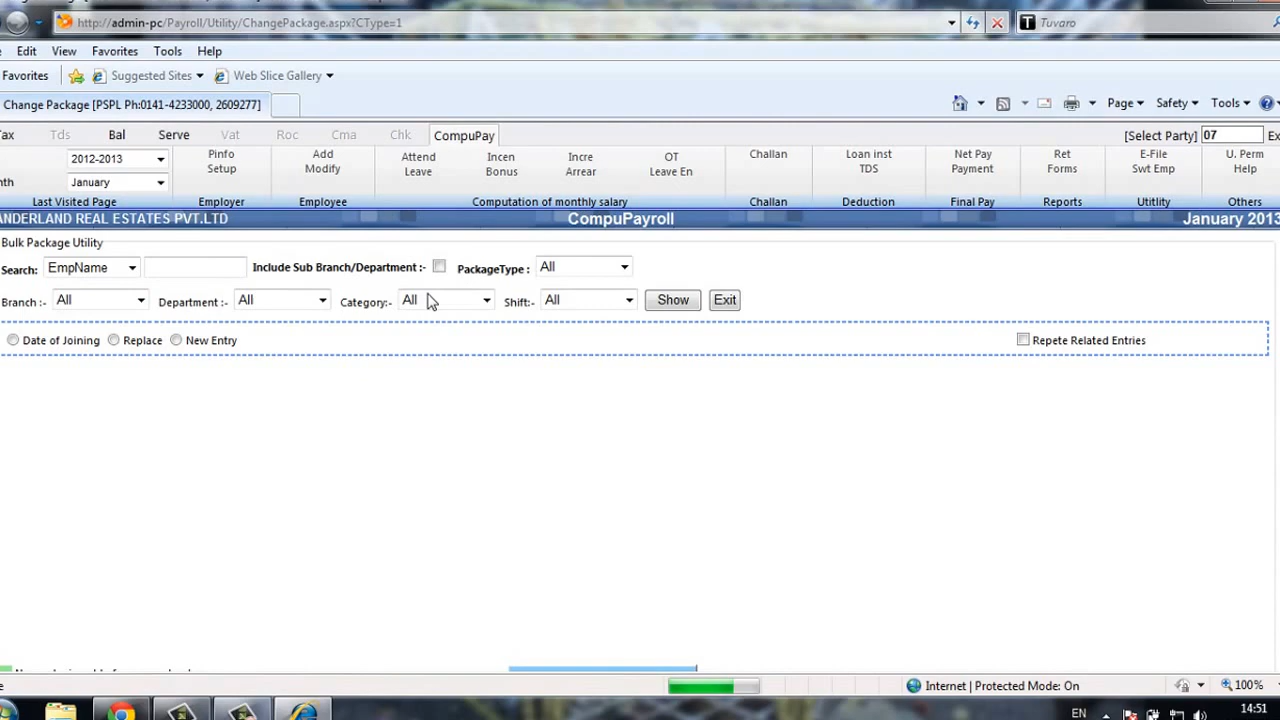 http://admin-pc/Payroll/Utility/ChangePackage.aspx?CType=1
Tuvaro
Edit View Favorites Tools Help
Favorites Suggested Sites Web Slice Gallery
Change Package [PSPL Ph:0141-4233000, 2609277]
Page Safety Tools
Tds Bal Serve Vat Roc Cma Chk CompuPay [Select Party] 07
2012-2013 Pinfo Add Attend Incen Incre OT Challan Loan inst Net Pay Ret E-File U. Perm
January Setup Modify Leave Bonus Arrear Leave En TDS Payment Forms Swt Emp Help
Last Visited Page Employer Employee Computation of monthly salary Challan Deduction Final Pay Reports Utitlity Others
ANDERLAND REAL ESTATES PVT.LTD CompuPayroll January 2013
Bulk Package Utility
Search: EmpName Include Sub Branch/Department :- PackageType : All
Branch :- All Department :- All Category:- All Shift:- All Show Exit
Date of Joining Replace New Entry Repete Related Entries
Internet | Protected Mode: On 100%
EN 14:51